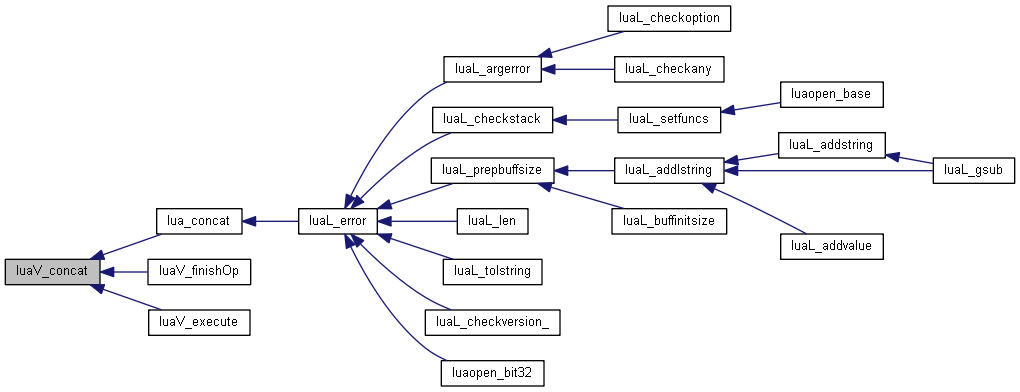 luaL_checkoption
luaL_argerror
luaL_checkany
luaopen_base
luaL_checkstack
luaL_setfuncs
luaL_addstring
luaL_prepbuffsize
luaL_addlstring
luaL_gsub
lua_concat
luaL_error
luaL_len
luaL_buffinitsize
luaL_addvalue
luaV_concat
luaV_finishOp
luaL_tolstring
luaV_execute
luaL_checkversion_
luaopen_bit32